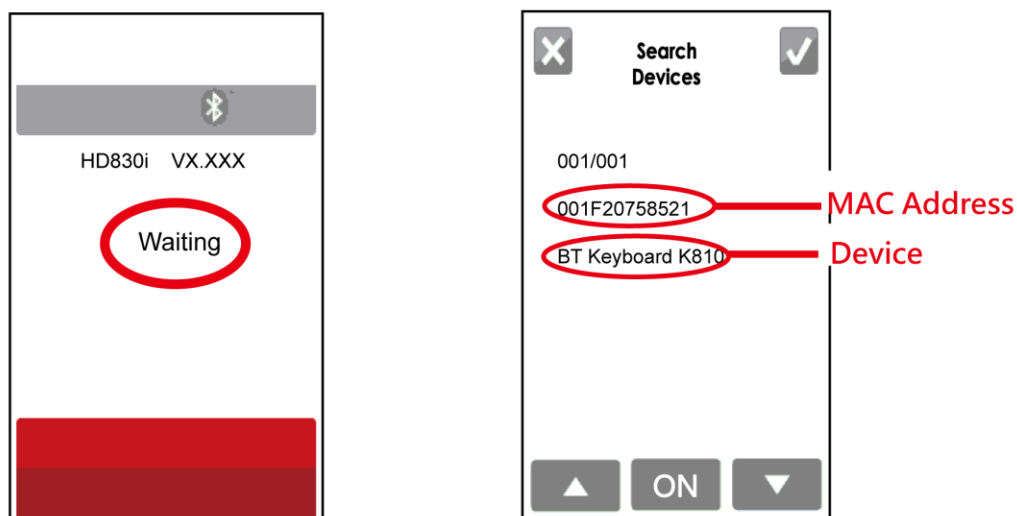 HD830i VX.XXX
Waiting
Search
Devices
001/001
001F20758521
BT Keyboard K810
MAC Address
Device
ON